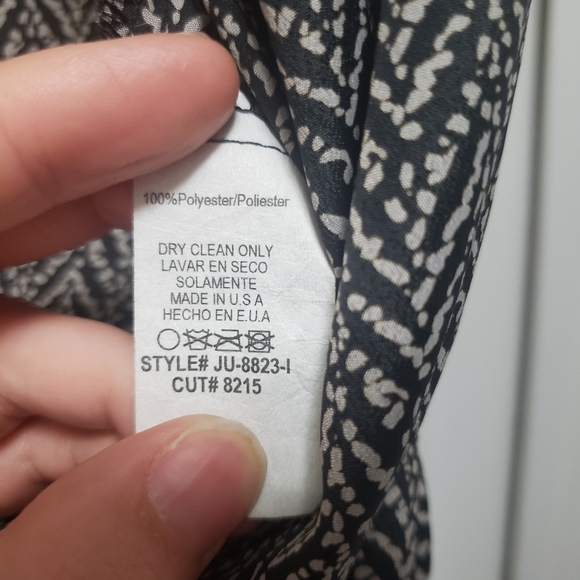 100%Polyester/Poliester
DRY CLEAN ONLY
LAVAR EN SECO
SOLAMENTE
MADE IN U.S A
HECHO EN E.U.A
STYLE# JU-8823-I
CUT# 8215